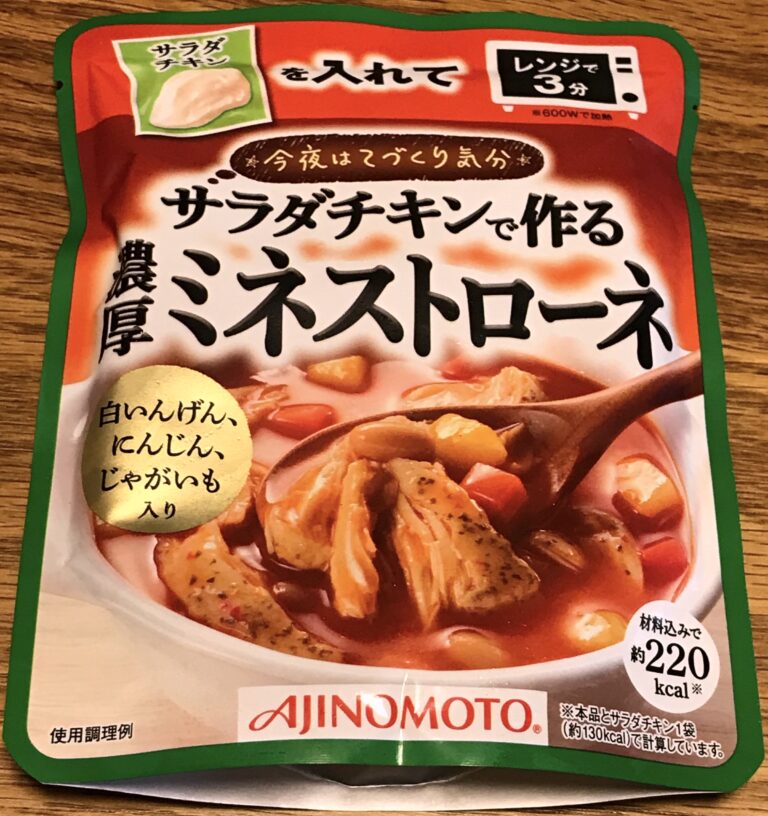 サラダ
チキン
を入れて
レンジで
3分
※600Wで加熱
今夜はてづくり気分
サラダチキンで作る
濃厚
ミネストローネ
白いんげん、
にんじん、
じゃがいも
入り
材料込みで
約220
kcal※
使用調理例
AJINOMOTO®
※本品とサラダチキン1袋
(約130kcal)で計算しています。